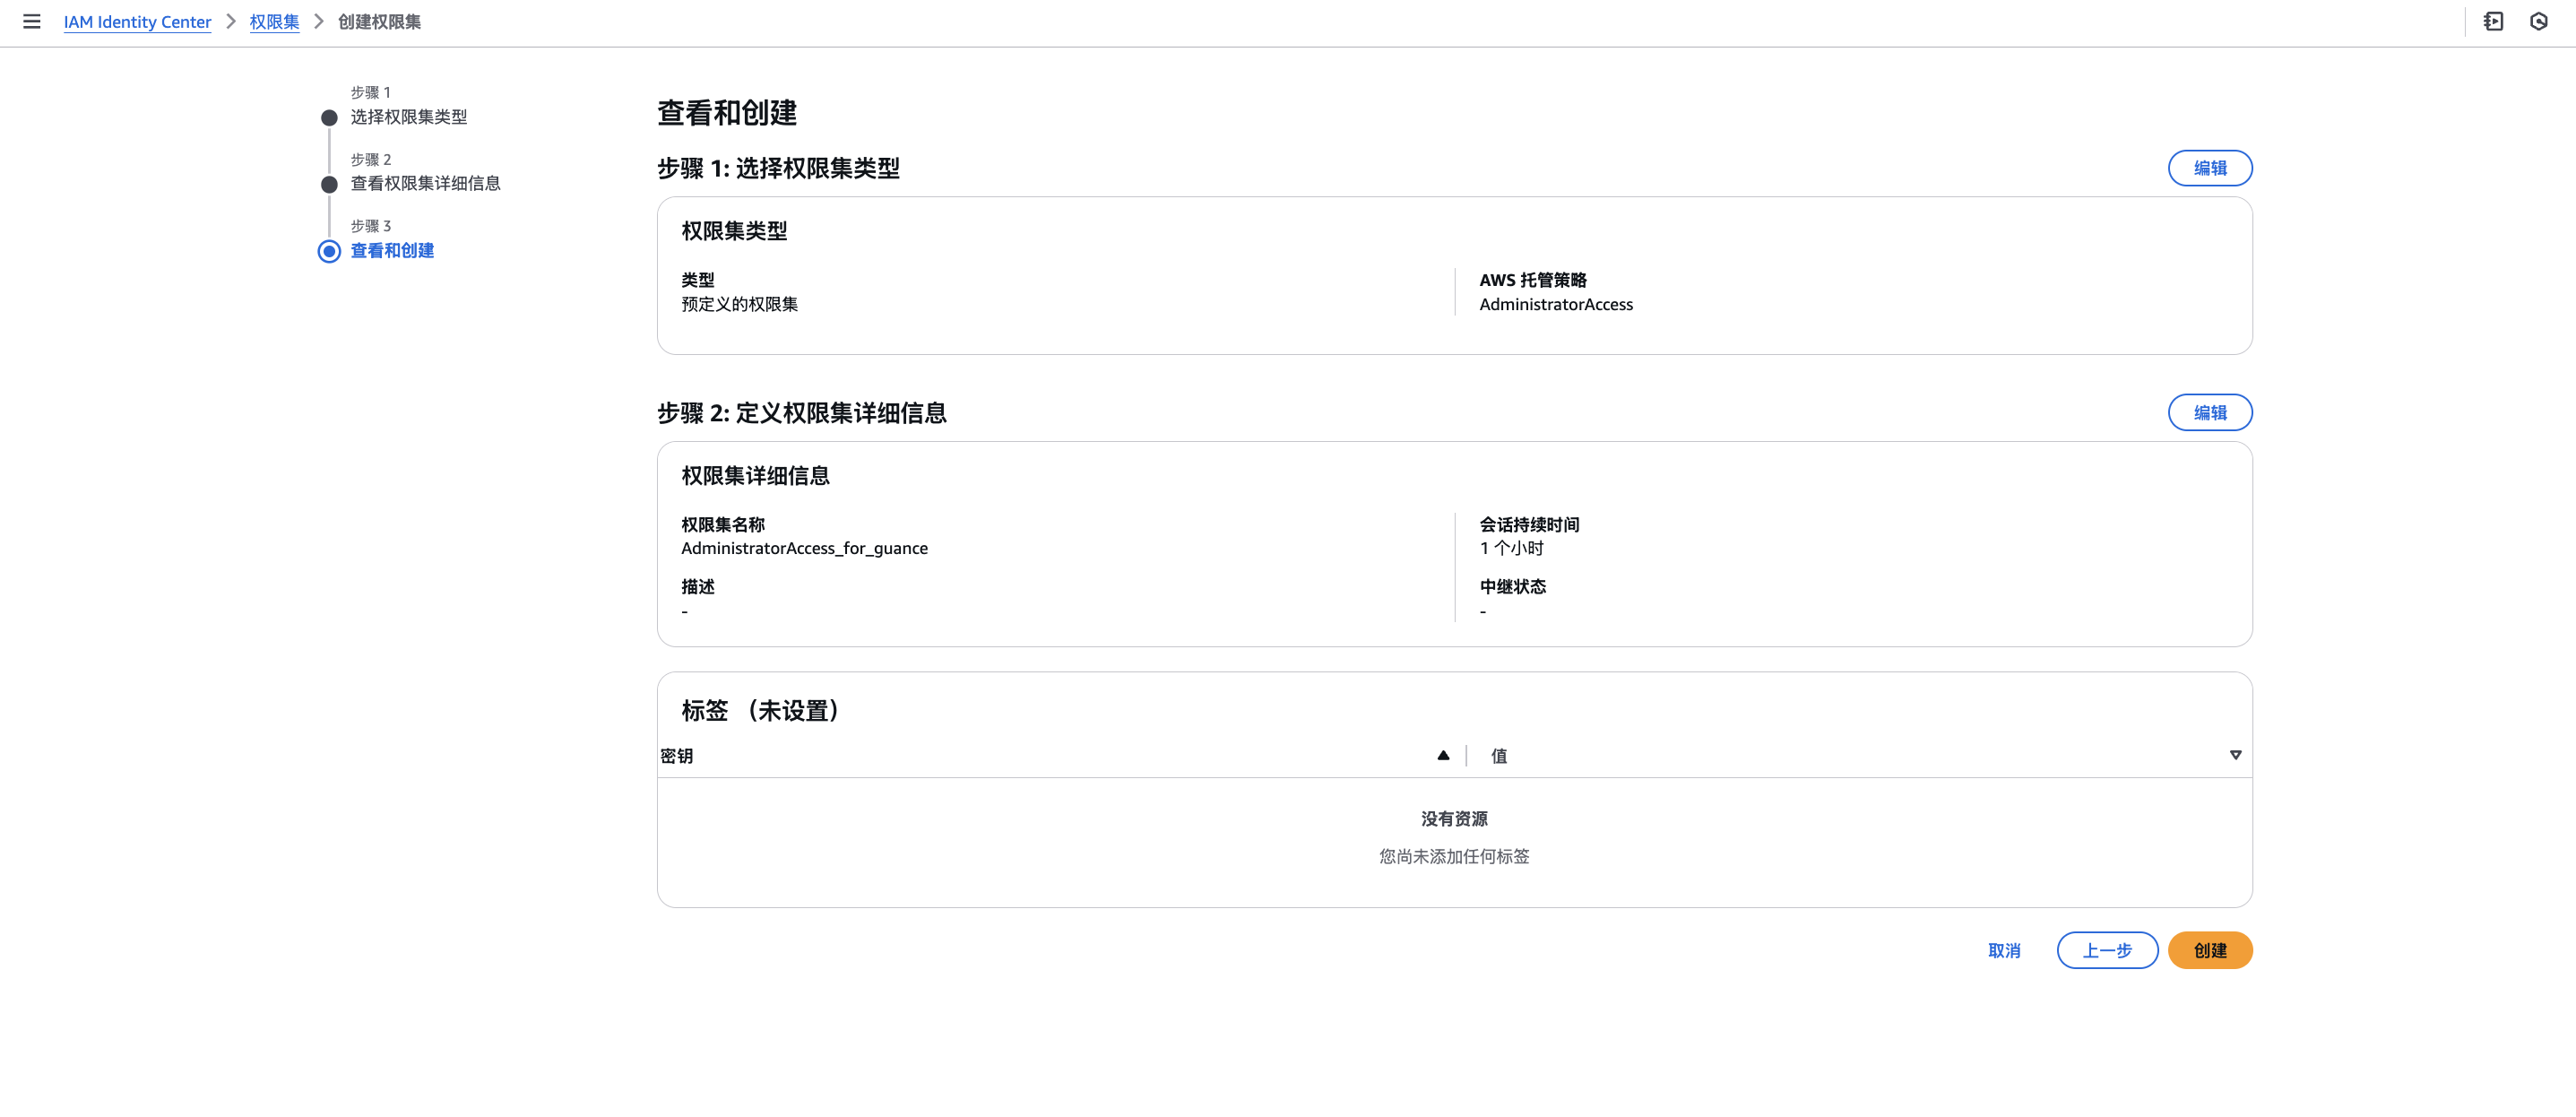 IAM Identity Center
权限集
创建权限集
步骤 1
选择权限集类型
步骤 2
查看权限集详细信息
步骤 3
查看和创建
查看和创建
步骤 1: 选择权限集类型
编辑
权限集类型
类型
预定义的权限集
AWS 托管策略
AdministratorAccess
步骤 2: 定义权限集详细信息
编辑
权限集详细信息
权限集名称
AdministratorAccess_for_guance
会话持续时间
1 个小时
描述
-
中继状态
-
标签 （未设置）
密钥
值
没有资源
您尚未添加任何标签
取消
上一步
创建